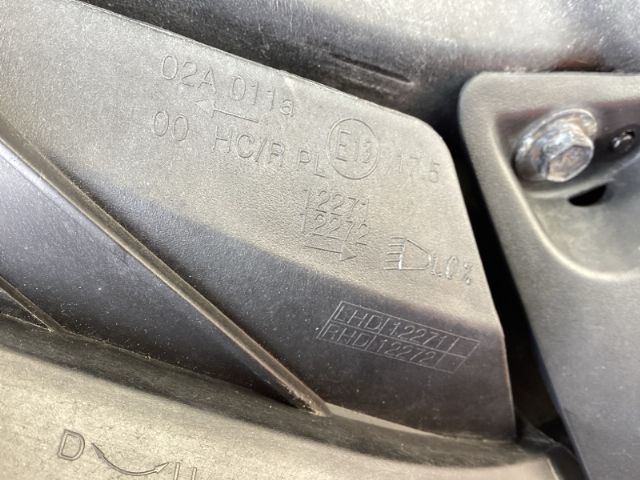 02A 011a
00 HC/R PL E13 17.5
12271
12272
1.0%
LHD 12271
RHD 12272
D U